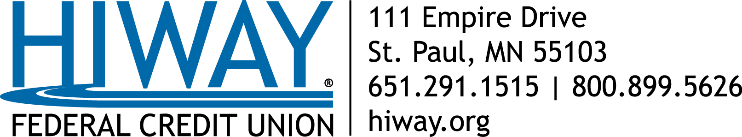 HIWAY®
FEDERAL CREDIT UNION
111 Empire Drive
St. Paul, MN 55103
651.291.1515 | 800.899.5626
hiway.org